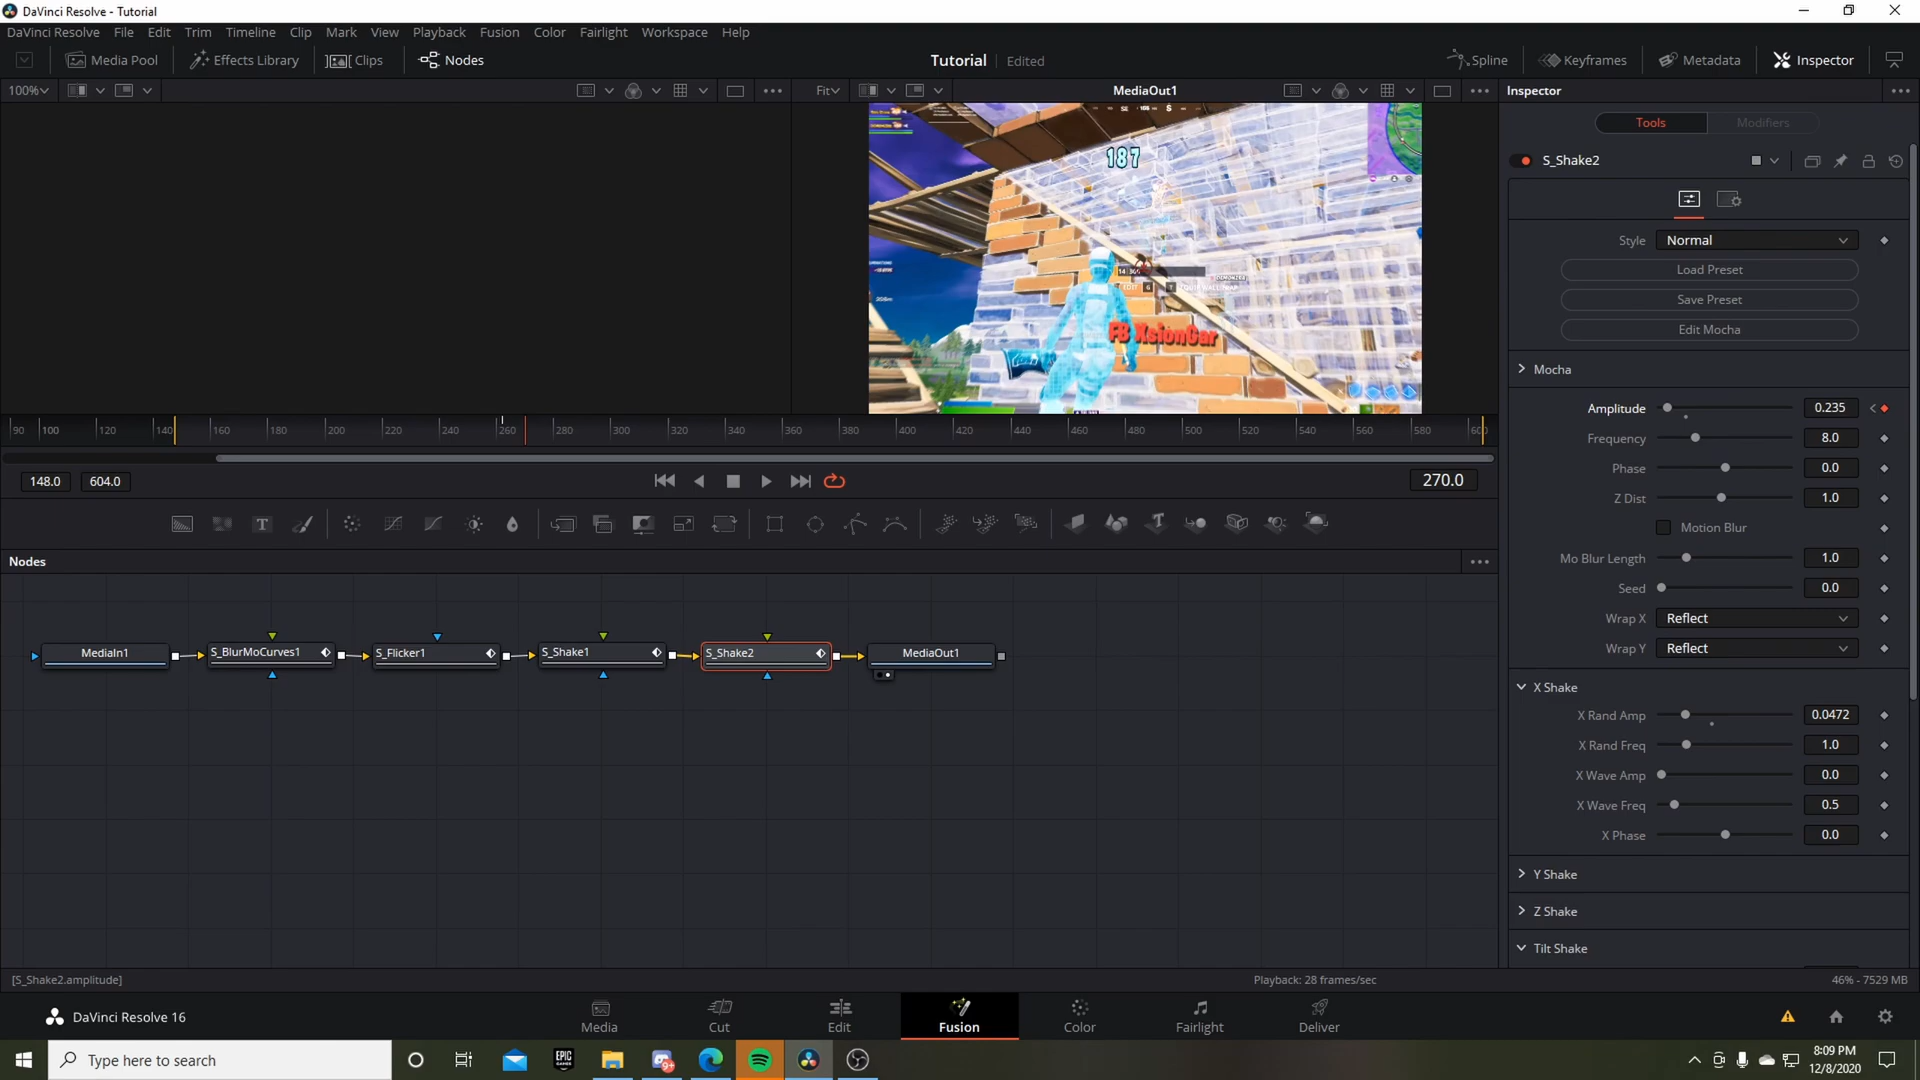 DaVinci Resolve - Tutorial
DaVinci Resolve File Edit Trim Timeline Clip Mark View Playback Fusion Color Fairlight Workspace Help
Media Pool Effects Library Clips Nodes Tutorial Edited Spline Keyframes Metadata Inspector
100% Fit MediaOut1 Inspector
Tools Modifiers
187
FB XsionGar
S_Shake2
Style Normal
Load Preset
Save Preset
Edit Mocha
Mocha
Amplitude 0.235
Frequency 8.0
Phase 0.0
Z Dist 1.0
Motion Blur
Mo Blur Length 1.0
Seed 0.0
Wrap X Reflect
Wrap Y Reflect
X Shake
X Rand Amp 0.0472
X Rand Freq 1.0
X Wave Amp 0.0
X Wave Freq 0.5
X Phase 0.0
Y Shake
Z Shake
Tilt Shake
90 100 120 140 160 180 200 220 240 260 280 300 320 340 360 380 400 420 440 460 480 500 520 540 560 580 600
148.0 604.0 270.0
Nodes
MediaIn1 S_BlurMoCurves1 S_Flicker1 S_Shake1 S_Shake2 MediaOut1
[S_Shake2.amplitude] Playback: 28 frames/sec 46% - 7529 MB
DaVinci Resolve 16 Media Cut Edit Fusion Color Fairlight Deliver
Type here to search
EPIC GAMES
9+
8:09 PM
12/8/2020